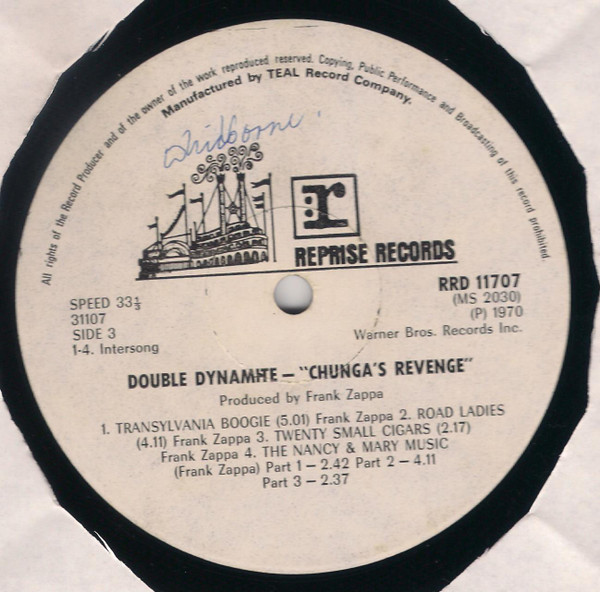 All rights of the Record Producer and of the owner of the work reproduced reserved. Copying, Public Performance and Broadcasting of this record prohibited.
Manufactured by TEAL Record Company.
r
REPRISE RECORDS
SPEED 33⅓
31107
SIDE 3
1-4. Intersong
RRD 11707
(MS 2030)
(P) 1970
Warner Bros. Records Inc.
DOUBLE DYNAMITE — "CHUNGA'S REVENGE"
Produced by Frank Zappa
1. TRANSYLVANIA BOOGIE (5.01) Frank Zappa 2. ROAD LADIES
(4.11) Frank Zappa 3. TWENTY SMALL CIGARS (2.17)
Frank Zappa 4. THE NANCY & MARY MUSIC
(Frank Zappa) Part 1 — 2.42 Part 2 — 4.11
Part 3 — 2.37